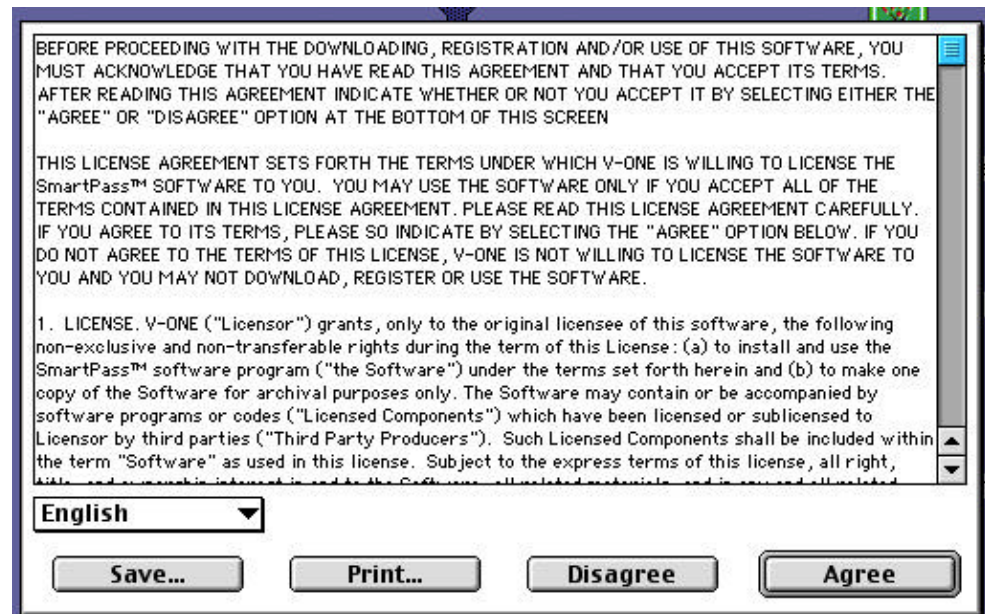 BEFORE PROCEEDING WITH THE DOWNLOADING, REGISTRATION AND/OR USE OF THIS SOFTWARE, YOU
MUST ACKNOWLEDGE THAT YOU HAVE READ THIS AGREEMENT AND THAT YOU ACCEPT ITS TERMS.
AFTER READING THIS AGREEMENT INDICATE WHETHER OR NOT YOU ACCEPT IT BY SELECTING EITHER THE
"AGREE" OR "DISAGREE" OPTION AT THE BOTTOM OF THIS SCREEN
THIS LICENSE AGREEMENT SETS FORTH THE TERMS UNDER WHICH V-ONE IS WILLING TO LICENSE THE
SmartPass™ SOFTWARE TO YOU. YOU MAY USE THE SOFTWARE ONLY IF YOU ACCEPT ALL OF THE
TERMS CONTAINED IN THIS LICENSE AGREEMENT. PLEASE READ THIS LICENSE AGREEMENT CAREFULLY.
IF YOU AGREE TO ITS TERMS, PLEASE SO INDICATE BY SELECTING THE "AGREE" OPTION BELOW. IF YOU
DO NOT AGREE TO THE TERMS OF THIS LICENSE, V-ONE IS NOT WILLING TO LICENSE THE SOFTWARE TO
YOU AND YOU MAY NOT DOWNLOAD, REGISTER OR USE THE SOFTWARE.
1. LICENSE. V-ONE ("Licensor") grants, only to the original licensee of this software, the following
non-exclusive and non-transferable rights during the term of this License: (a) to install and use the
SmartPass™ software program ("the Software") under the terms set forth herein and (b) to make one
copy of the Software for archival purposes only. The Software may contain or be accompanied by
software programs or codes ("Licensed Components") which have been licensed or sublicensed to
Licensor by third parties ("Third Party Producers"). Such Licensed Components shall be included within
the term "Software" as used in this license. Subject to the express terms of this license, all right,
English
Save...
Print...
Disagree
Agree